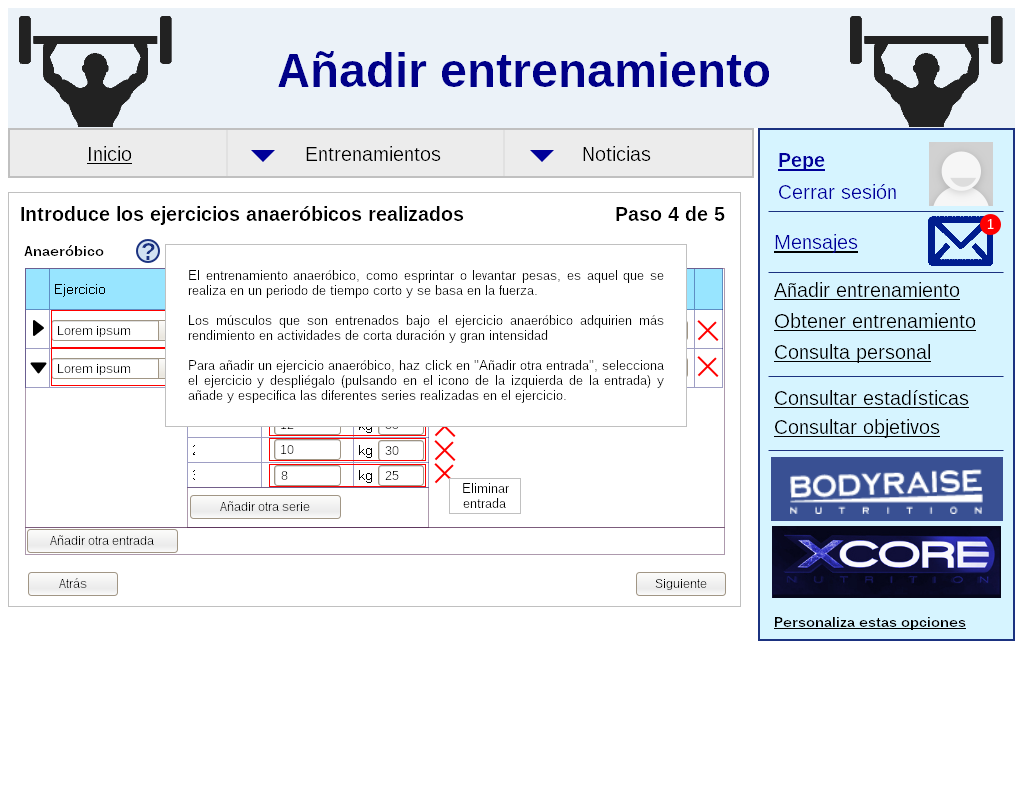 Añadir entrenamiento
Inicio
Entrenamientos
Noticias
Pepe
Cerrar sesión
1
Mensajes
Añadir entrenamiento
Obtener entrenamiento
Consulta personal
Consultar estadísticas
Consultar objetivos
BODYRAISE
NUTRITION
XCORE
NUTRITION
Personaliza estas opciones
Introduce los ejercicios anaeróbicos realizados
Paso 4 de 5
Anaeróbico
?
Ejercicio
Lorem ipsum
Lorem ipsum
El entrenamiento anaeróbico, como esprintar o levantar pesas, es aquel que se
realiza en un periodo de tiempo corto y se basa en la fuerza.
Los músculos que son entrenados bajo el ejercicio anaeróbico adquirien más
rendimiento en actividades de corta duración y gran intensidad
Para añadir un ejercicio anaeróbico, haz click en "Añadir otra entrada", selecciona
el ejercicio y despliégalo (pulsando en el icono de la izquierda de la entrada) y
añade y especifica las diferentes series realizadas en el ejercicio.
kg
10 kg 30
8 kg 25
Eliminar
entrada
Añadir otra serie
Añadir otra entrada
Atrás
Siguiente